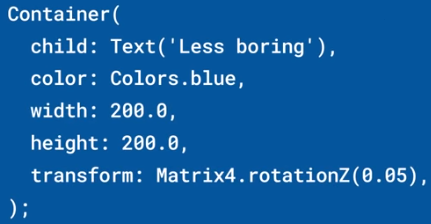 Container(
  child: Text('Less boring'),
  color: Colors.blue,
  width: 200.0,
  height: 200.0,
  transform: Matrix4.rotationZ(0.05),
);